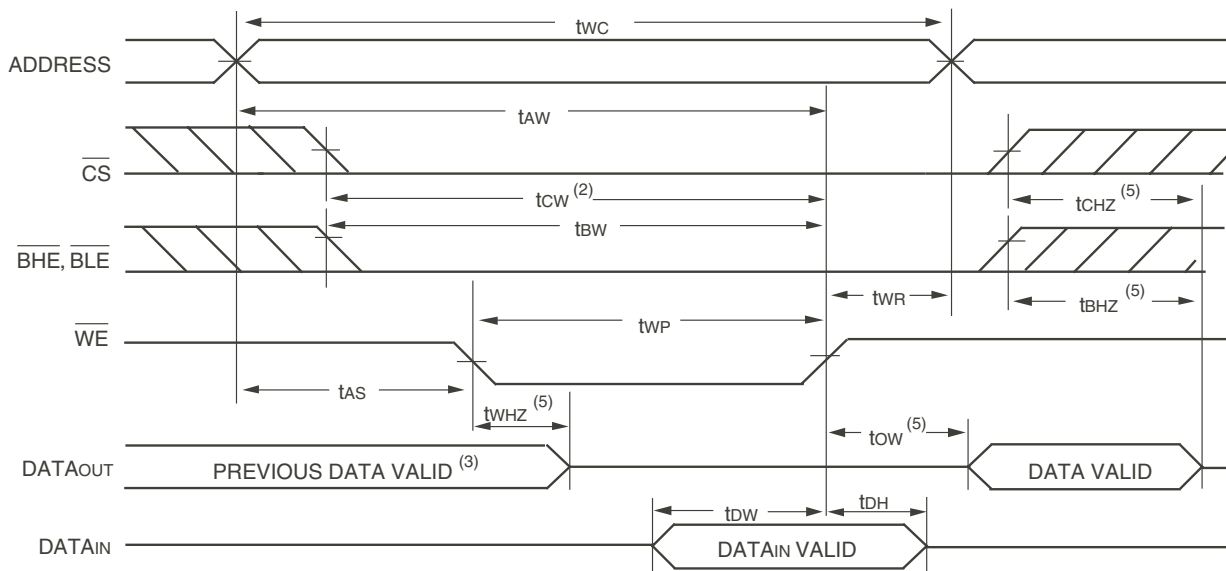 tWC
ADDRESS
tAW
CS
tCW (2)
tCHZ (5)
tBW
BHE, BLE
tWR
tBHZ (5)
tWP
WE
tAS
tWHZ (5)
tOW (5)
DATAOUT
PREVIOUS DATA VALID (3)
DATA VALID
tDW
tDH
DATAIN
DATAIN VALID